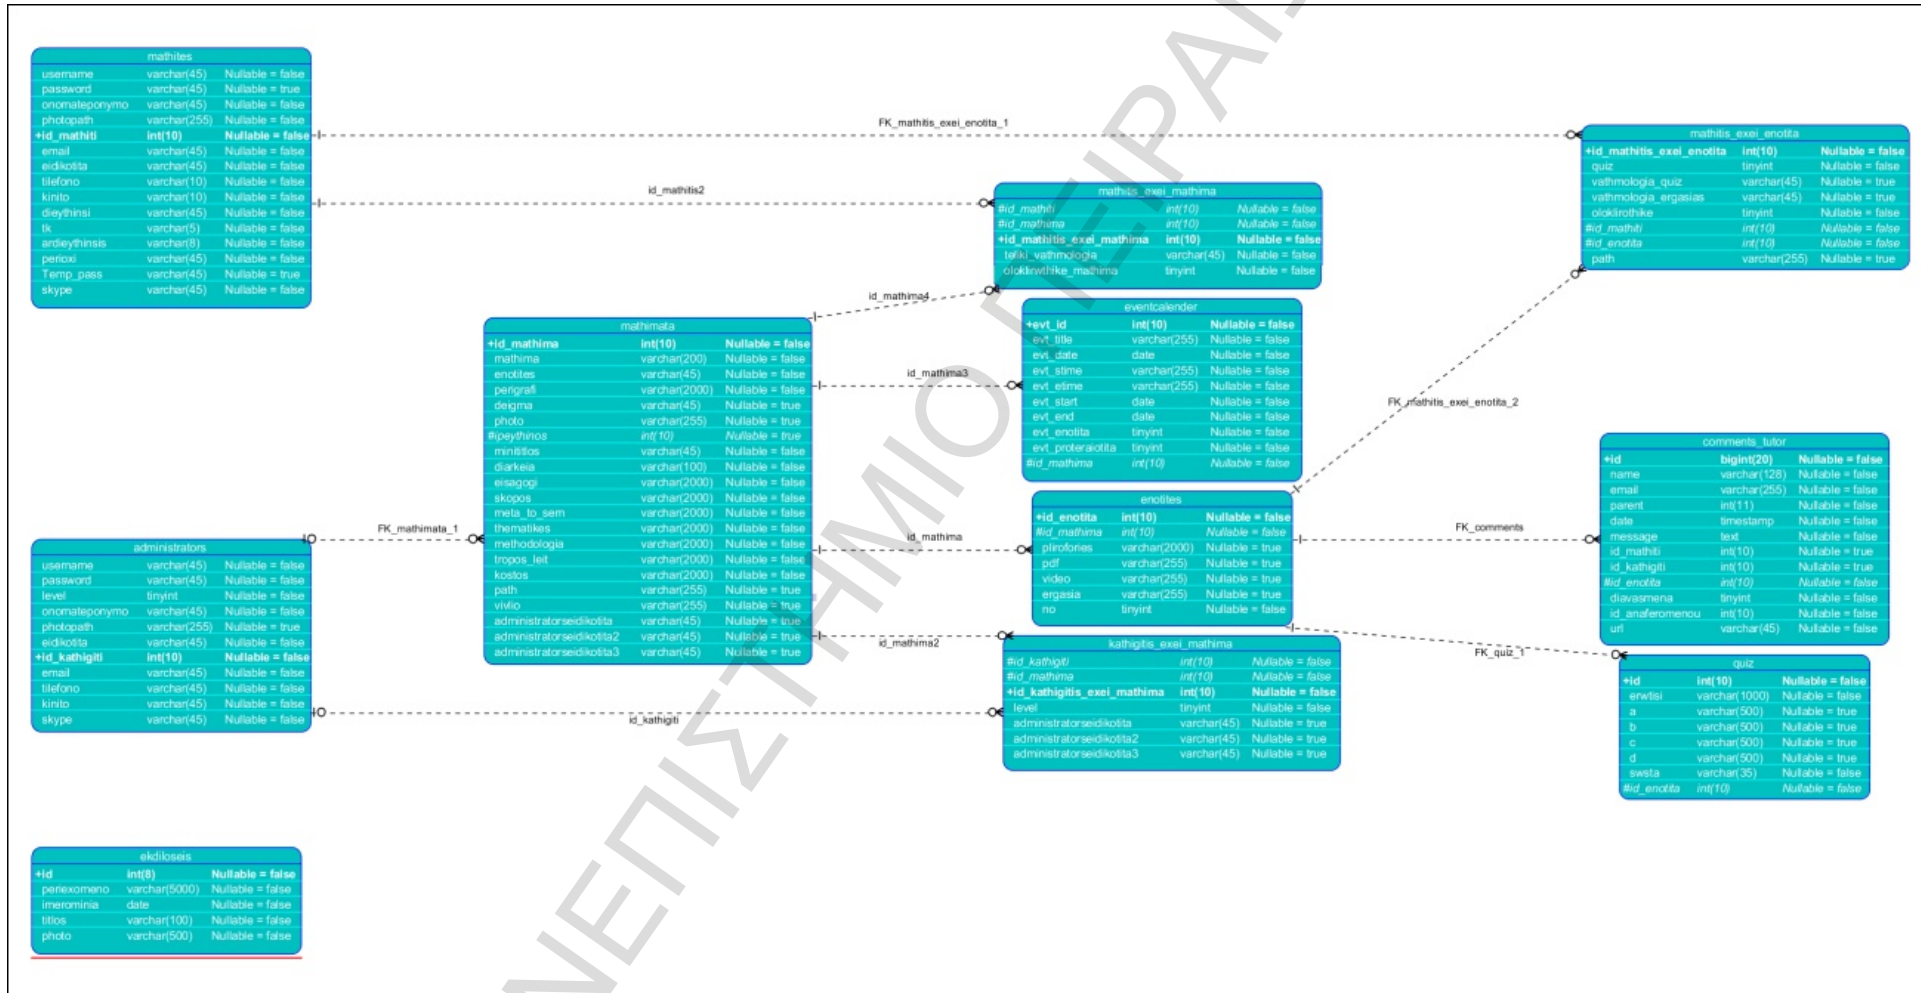 mathites
username varchar(45) Nullable = false
password varchar(45) Nullable = true
onomateponymo varchar(45) Nullable = false
photopath varchar(255) Nullable = false
+id_mathiti int(10) Nullable = false
email varchar(45) Nullable = false
eidikotita varchar(45) Nullable = false
tilefono varchar(10) Nullable = false
kinito varchar(10) Nullable = false
dieythinsi varchar(45) Nullable = false
tk varchar(5) Nullable = false
ardieythinsis varchar(8) Nullable = false
perioxi varchar(45) Nullable = false
Temp_pass varchar(45) Nullable = true
skype varchar(45) Nullable = false
FK_mathitis_exei_enotita_1
id_mathitis2
mathitis_exei_enotita
+id_mathitis_exei_enotita int(10) Nullable = false
quiz tinyint Nullable = false
vathmologia_quiz varchar(45) Nullable = true
vathmologia_ergasias varchar(45) Nullable = true
oloklirothike tinyint Nullable = false
#id_mathiti int(10) Nullable = false
#id_enotita int(10) Nullable = false
path varchar(255) Nullable = true
mathitis_exei_mathima
#id_mathiti int(10) Nullable = false
#id_mathima int(10) Nullable = false
+id_mathitis_exei_mathima int(10) Nullable = false
teliki_vathmologia varchar(45) Nullable = false
oloklirwthike_mathima tinyint Nullable = false
id_mathima4
mathimata
+id_mathima int(10) Nullable = false
mathima varchar(200) Nullable = false
enotites varchar(45) Nullable = false
perigrafi varchar(2000) Nullable = false
deigma varchar(45) Nullable = true
photo varchar(255) Nullable = true
#ipeythinos int(10) Nullable = true
minititlos varchar(45) Nullable = false
diarkeia varchar(100) Nullable = false
eisagogi varchar(2000) Nullable = false
skopos varchar(2000) Nullable = false
meta_to_sem varchar(2000) Nullable = false
thematikes varchar(2000) Nullable = false
methodologia varchar(2000) Nullable = false
tropos_leit varchar(2000) Nullable = false
kostos varchar(2000) Nullable = false
path varchar(255) Nullable = true
vivlio varchar(255) Nullable = true
administratorseidikotita varchar(45) Nullable = true
administratorseidikotita2 varchar(45) Nullable = true
administratorseidikotita3 varchar(45) Nullable = true
id_mathima3
eventcalender
+evt_id int(10) Nullable = false
evt_title varchar(255) Nullable = false
evt_date date Nullable = false
evt_stime varchar(255) Nullable = false
evt_etime varchar(255) Nullable = false
evt_start date Nullable = false
evt_end date Nullable = false
evt_enotita tinyint Nullable = false
evt_proteraiotita tinyint Nullable = false
#id_mathima int(10) Nullable = false
FK_mathitis_exei_enotita_2
enotites
+id_enotita int(10) Nullable = false
#id_mathima int(10) Nullable = false
plirofories varchar(2000) Nullable = true
pdf varchar(255) Nullable = true
video varchar(255) Nullable = true
ergasia varchar(255) Nullable = true
no tinyint Nullable = false
FK_comments
comments_tutor
+id bigint(20) Nullable = false
name varchar(128) Nullable = false
email varchar(255) Nullable = false
parent int(11) Nullable = false
date timestamp Nullable = false
message text Nullable = false
id_mathiti int(10) Nullable = true
id_kathigiti int(10) Nullable = true
#id_enotita int(10) Nullable = false
diavasmena tinyint Nullable = false
id_anaferomenou int(10) Nullable = false
url varchar(45) Nullable = false
FK_mathimata_1
id_mathima
administrators
username varchar(45) Nullable = false
password varchar(45) Nullable = false
level tinyint Nullable = false
onomateponymo varchar(45) Nullable = false
photopath varchar(255) Nullable = true
eidikotita varchar(45) Nullable = false
+id_kathigiti int(10) Nullable = false
email varchar(45) Nullable = false
tilefono varchar(45) Nullable = false
kinito varchar(45) Nullable = false
skype varchar(45) Nullable = false
id_mathima2
id_kathigiti
kathigitis_exei_mathima
#id_kathigiti int(10) Nullable = false
#id_mathima int(10) Nullable = false
+id_kathigitis_exei_mathima int(10) Nullable = false
level tinyint Nullable = false
administratorseidikotita varchar(45) Nullable = true
administratorseidikotita2 varchar(45) Nullable = true
administratorseidikotita3 varchar(45) Nullable = true
FK_quiz_1
quiz
+id int(10) Nullable = false
erwtisi varchar(1000) Nullable = false
a varchar(500) Nullable = true
b varchar(500) Nullable = true
c varchar(500) Nullable = true
d varchar(500) Nullable = true
swsta varchar(35) Nullable = false
#id_enotita int(10) Nullable = false
ekdiloseis
+id int(8) Nullable = false
periexomeno varchar(5000) Nullable = false
imerominia date Nullable = false
titlos varchar(100) Nullable = false
photo varchar(500) Nullable = false
ΝΕΠΙΣΤΗΜΙΟ ΠΕΙΡΑΙ